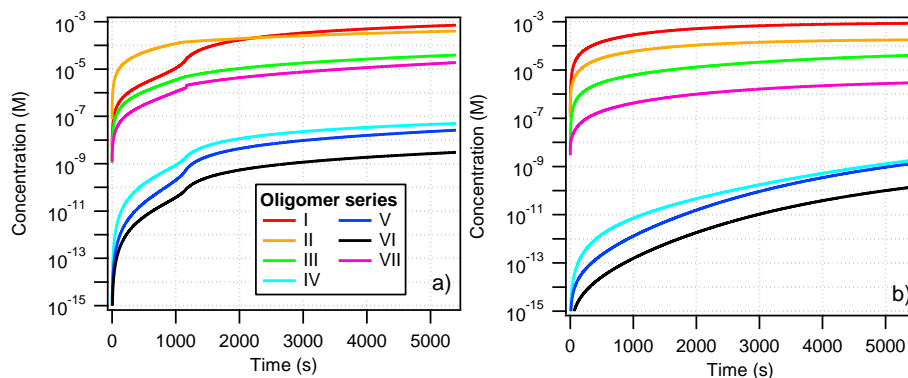 Concentration (M)
10-3
10-5
10-7
10-9
10-11
10-13
10-15
Oligomer series
I V
II VI
III VII
IV
a)
0 1000 2000 3000 4000 5000
Time (s)
Concentration (M)
10-3
10-5
10-7
10-9
10-11
10-13
10-15
b)
0 1000 2000 3000 4000 5000
Time (s)